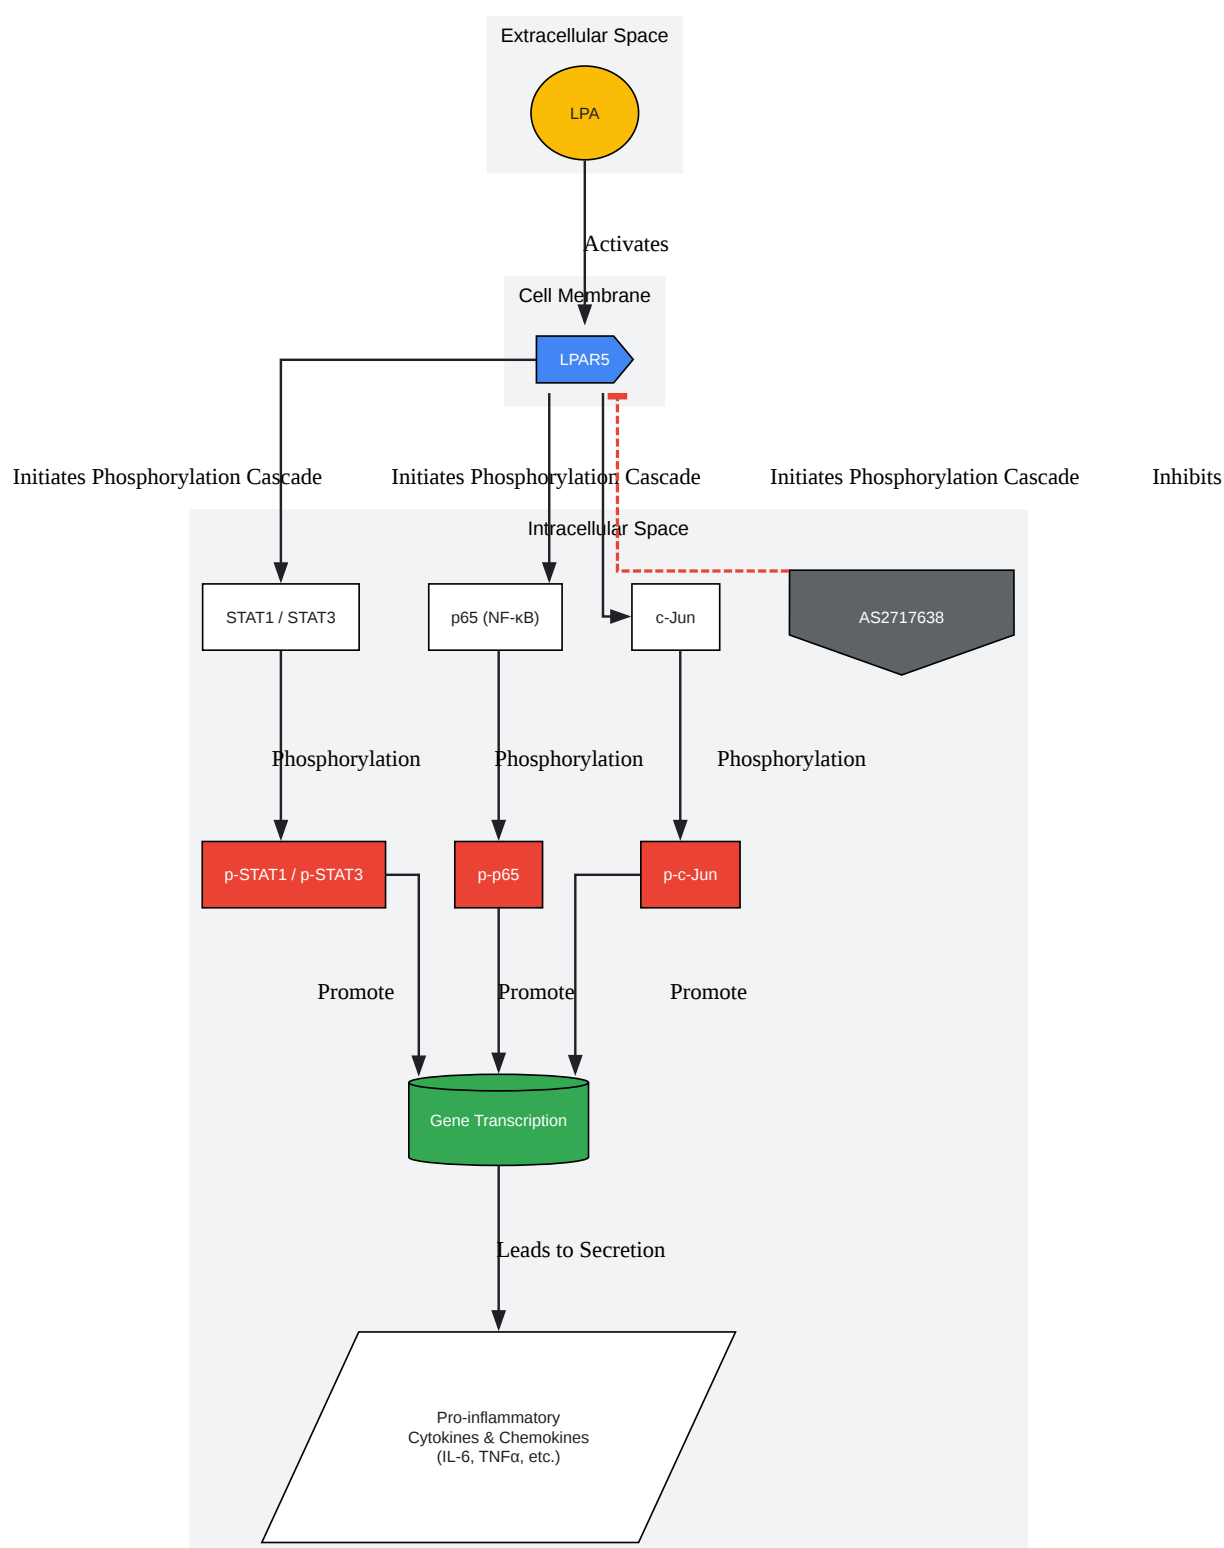 Extracellular Space
LPA
Activates
Cell Membrane
LPAR5
Initiates Phosphorylation Cascade
Initiates Phosphorylation Cascade
Initiates Phosphorylation Cascade
Inhibits
Intracellular Space
STAT1 / STAT3
p65 (NF-κB)
c-Jun
AS2717638
Phosphorylation
Phosphorylation
Phosphorylation
p-STAT1 / p-STAT3
p-p65
p-c-Jun
Promote
Promote
Promote
Gene Transcription
Leads to Secretion
Pro-inflammatory
Cytokines & Chemokines
(IL-6, TNFα, etc.)